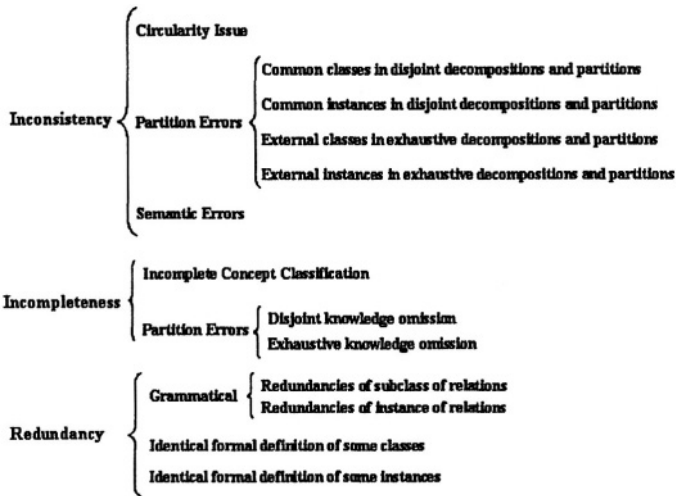 Circularity Issue
Common classes in disjoint decompositions and partitions
Common instances in disjoint decompositions and partitions
Inconsistency
Partition Errors
External classes in exhaustive decompositions and partitions
External instances in exhaustive decompositions and partitions
Semantic Errors
Incomplete Concept Classification
Incompleteness
Partition Errors
Disjoint knowledge omission
Exhaustive knowledge omission
Grammatical
Redundancies of subclass of relations
Redundancies of instance of relations
Redundancy
Identical formal definition of some classes
Identical formal definition of some instances